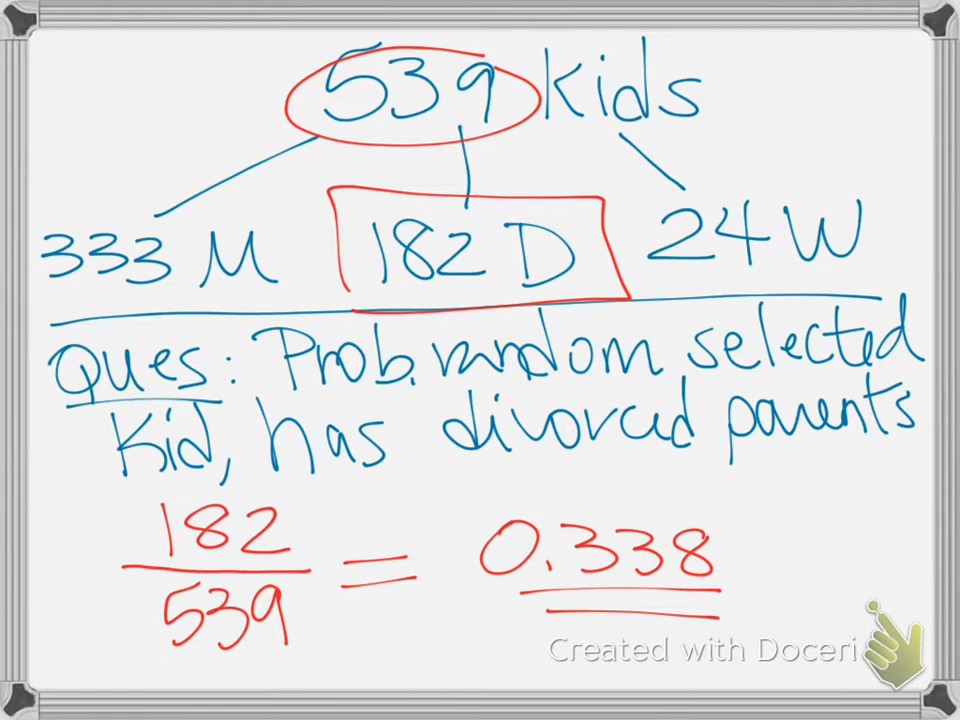 539 Kids
333 M 182 D 24 W
Ques: Prob. random selected
Kid, has divorced parents
182
539
= 0.338
Created with Doceri